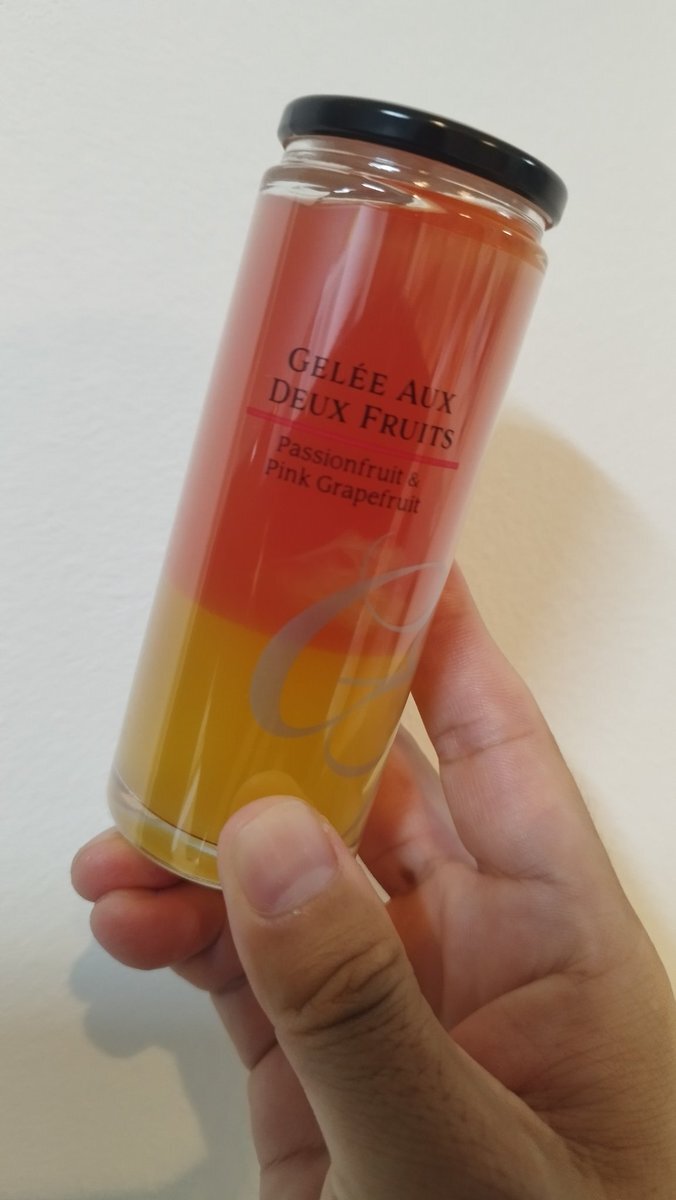 GELÉE AUX
DEUX FRUITS
Passionfruit &
Pink Grapefruit